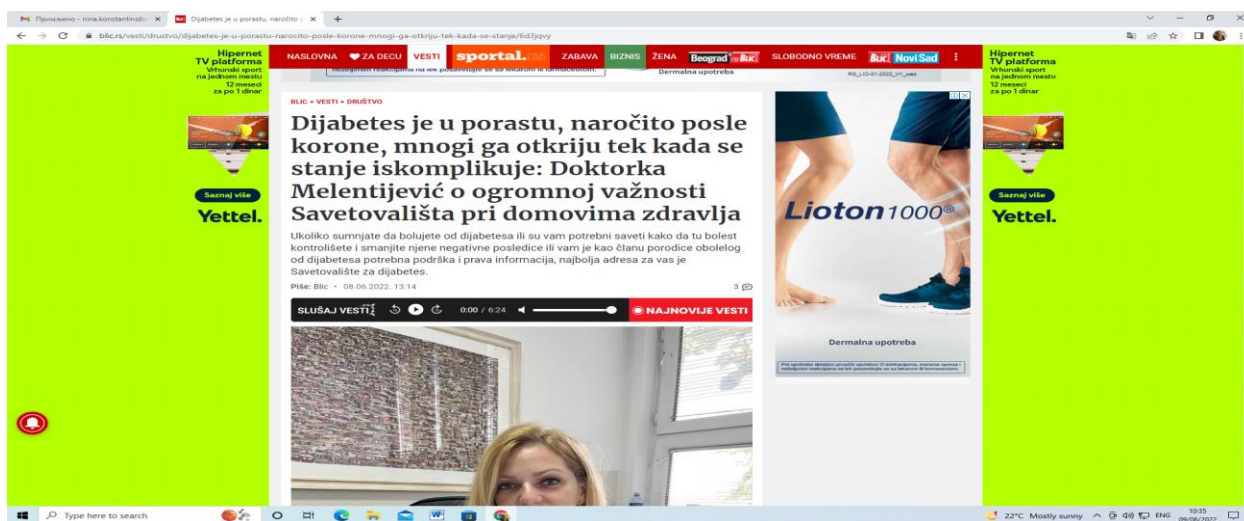 Примљено - nina.konstantinidi
Dijabetes je u porastu, naročito
blic.rs/vesti/drustvo/dijabetes-je-u-porastu-narocito-posle-korone-mnogi-ga-otkriju-tek-kada-se-stanje/6d3jqvy
Hipernet
TV platforma
Vrhunski sport
na jednom mestu
12 meseci
za po 1 dinar
Saznaj više
Yettel.
NASLOVNA ZA DECU VESTI sportal. ZABAVA BIZNIS ŽENA Beograd Blic SLOBODNO VREME Blic Novi Sad
Dermalna upotreba
BLIC • VESTI • DRUŠTVO
Dijabetes je u porastu, naročito posle
korone, mnogi ga otkriju tek kada se
stanje iskomplikuje: Doktorka
Melentijević o ogromnoj važnosti
Savetovališta pri domovima zdravlja
Ukoliko sumnjate da bolujete od dijabetesa ili su vam potrebni saveti kako da tu bolest
kontrolišete i smanjite njene negativne posledice ili vam je kao članu porodice obolelog
od dijabetesa potrebna podrška i prava informacija, najbolja adresa za vas je
Savetovalište za dijabetes.
Piše: Blic • 08.06.2022. 13:14 3
SLUŠAJ VESTI 0:00 / 6:24 NAJNOVIJE VESTI
Lioton 1000®
Dermalna upotreba
Hipernet
TV platforma
Vrhunski sport
na jednom mestu
12 meseci
za po 1 dinar
Saznaj više
Yettel.
Type here to search
22°C Mostly sunny ENG 10:35
09/06/2022